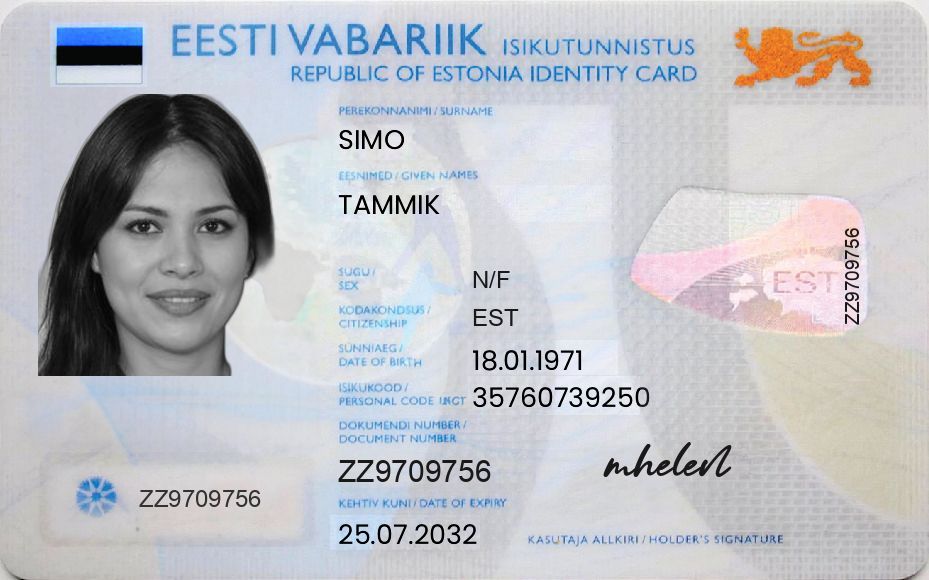 EESTI VABARIIK ISIKUTUNNISTUS
REPUBLIC OF ESTONIA IDENTITY CARD
PEREKONNANIMI / SURNAME
SIMO
EESNIMED / GIVEN NAMES
TAMMIK
SUGU /
SEX
N/F
KODAKONDSUS /
CITIZENSHIP
EST
SÜNNIAEG /
DATE OF BIRTH
18.01.1971
ISIKUKOOD /
PERSONAL CODE
35760739250
DOKUMENDI NUMBER /
DOCUMENT NUMBER
ZZ9709756
KEHTIV KUNI / DATE OF EXPIRY
25.07.2032
ZZ9709756
EST
ZZ9709756
KASUTAJA ALLKIRI / HOLDER'S SIGNATURE